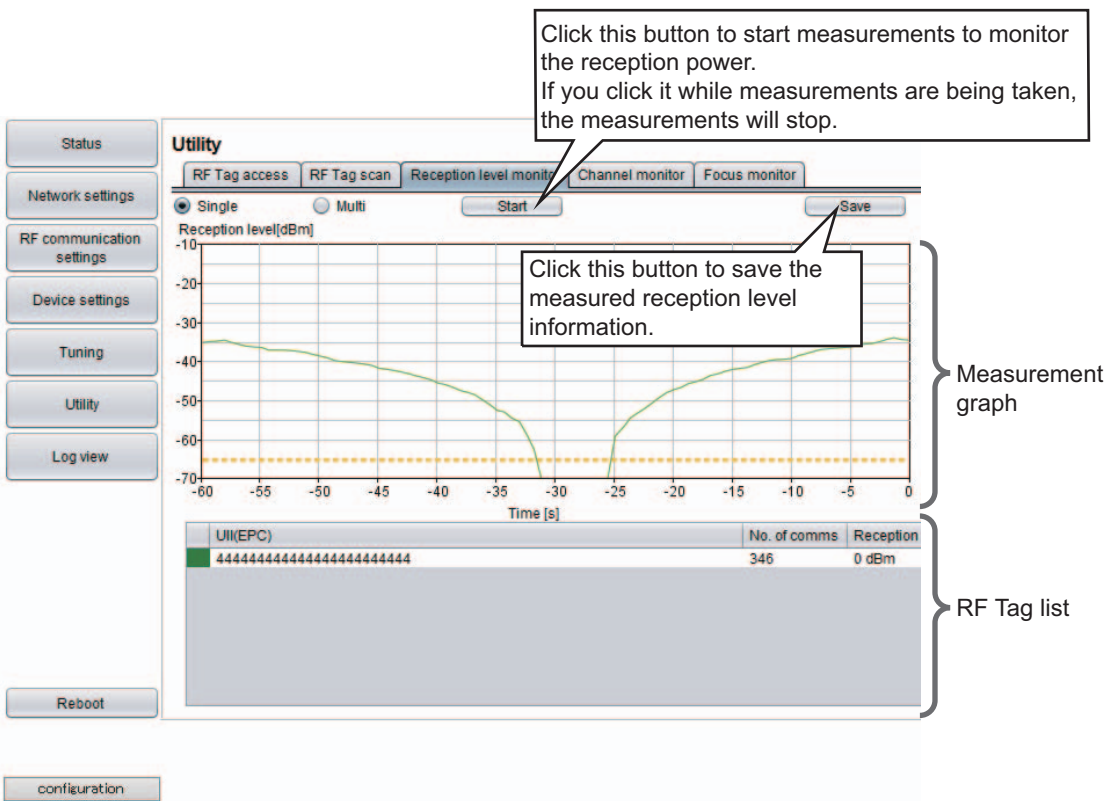 Click this button to start measurements to monitor
the reception power.
If you click it while measurements are being taken,
the measurements will stop.
Status
Network settings
RF communication
settings
Device settings
Tuning
Utility
Log view
Reboot
configuration
Utility
RF Tag access RF Tag scan Reception level monitor Channel monitor Focus monitor
Single Multi Start Save
Reception level[dBm]
Click this button to save the
measured reception level
information.
-10
-20
-30
-40
-50
-60
-70
-60 -55 -50 -45 -40 -35 -30 -25 -20 -15 -10 -5 0
Time [s]
Measurement
graph
UII(EPC) No. of comms Reception
444444444444444444444444 346 0 dBm
RF Tag list